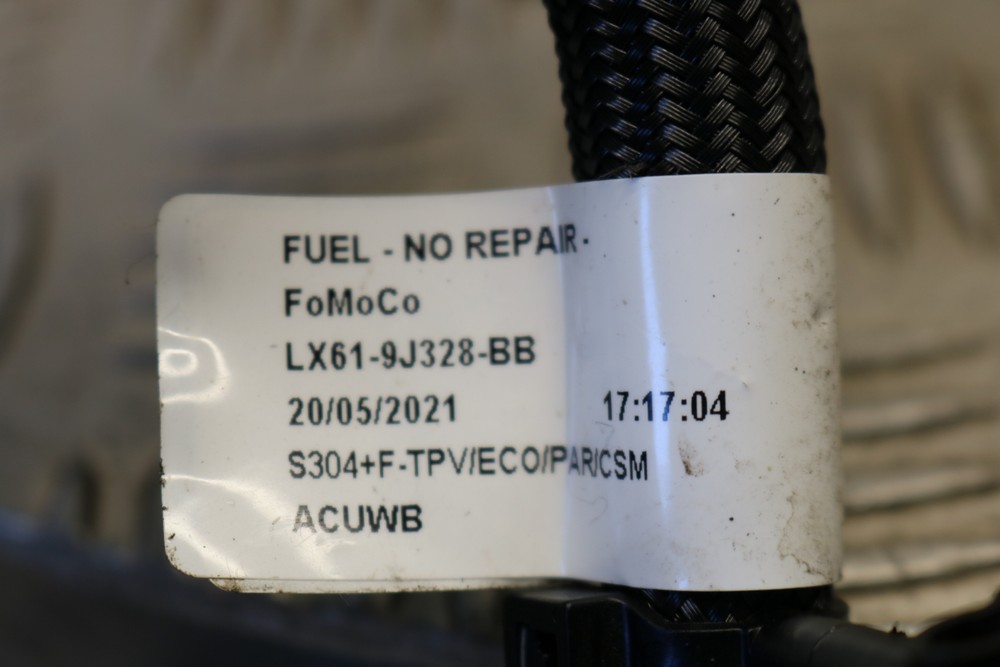 FUEL - NO REPAIR-
FoMoCo
LX61-9J328-BB
20/05/2021 17:17:04
S304+F-TPV/ECO/PAR/CSM
ACUWB